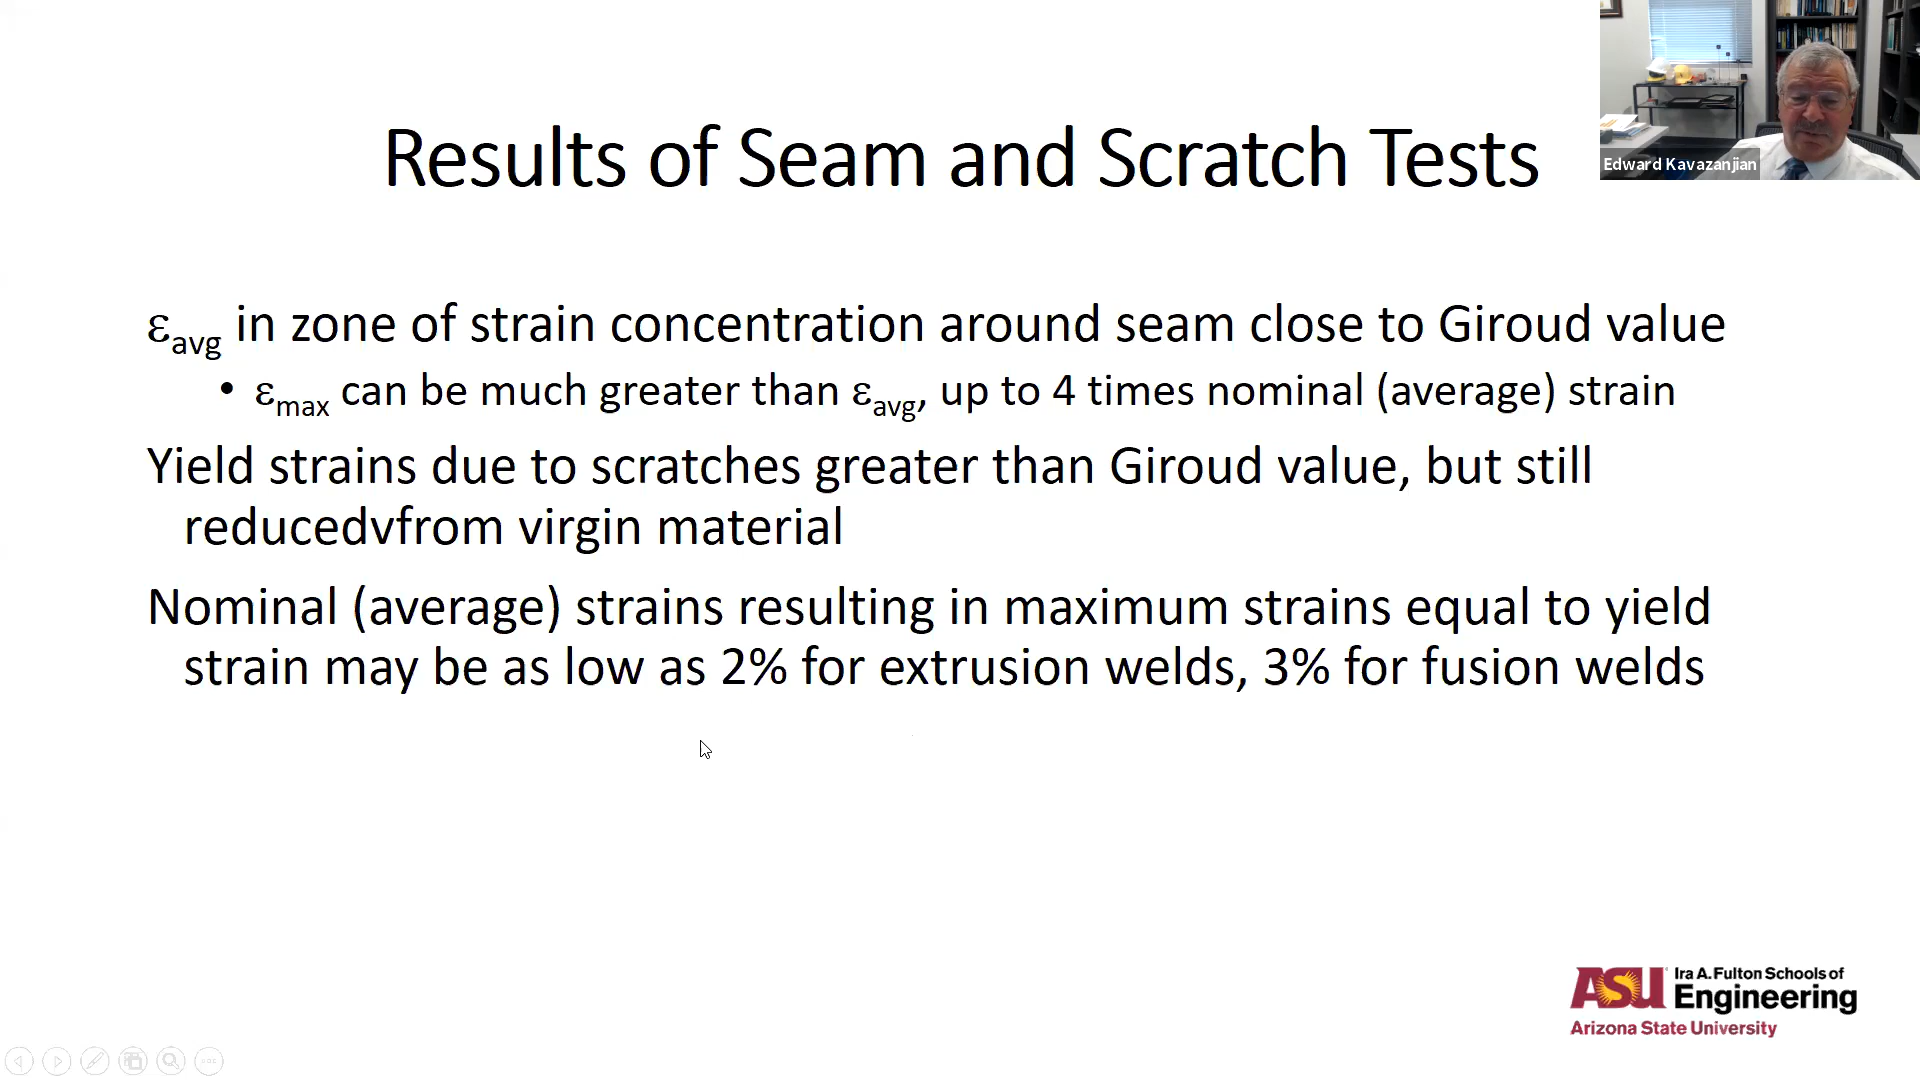 Results of Seam and Scratch Tests
Edward Kavazanjian
εavg in zone of strain concentration around seam close to Giroud value
• εmax can be much greater than εavg, up to 4 times nominal (average) strain
Yield strains due to scratches greater than Giroud value, but still
reducedvfrom virgin material
Nominal (average) strains resulting in maximum strains equal to yield
strain may be as low as 2% for extrusion welds, 3% for fusion welds
ASU Ira A. Fulton Schools of
Engineering
Arizona State University